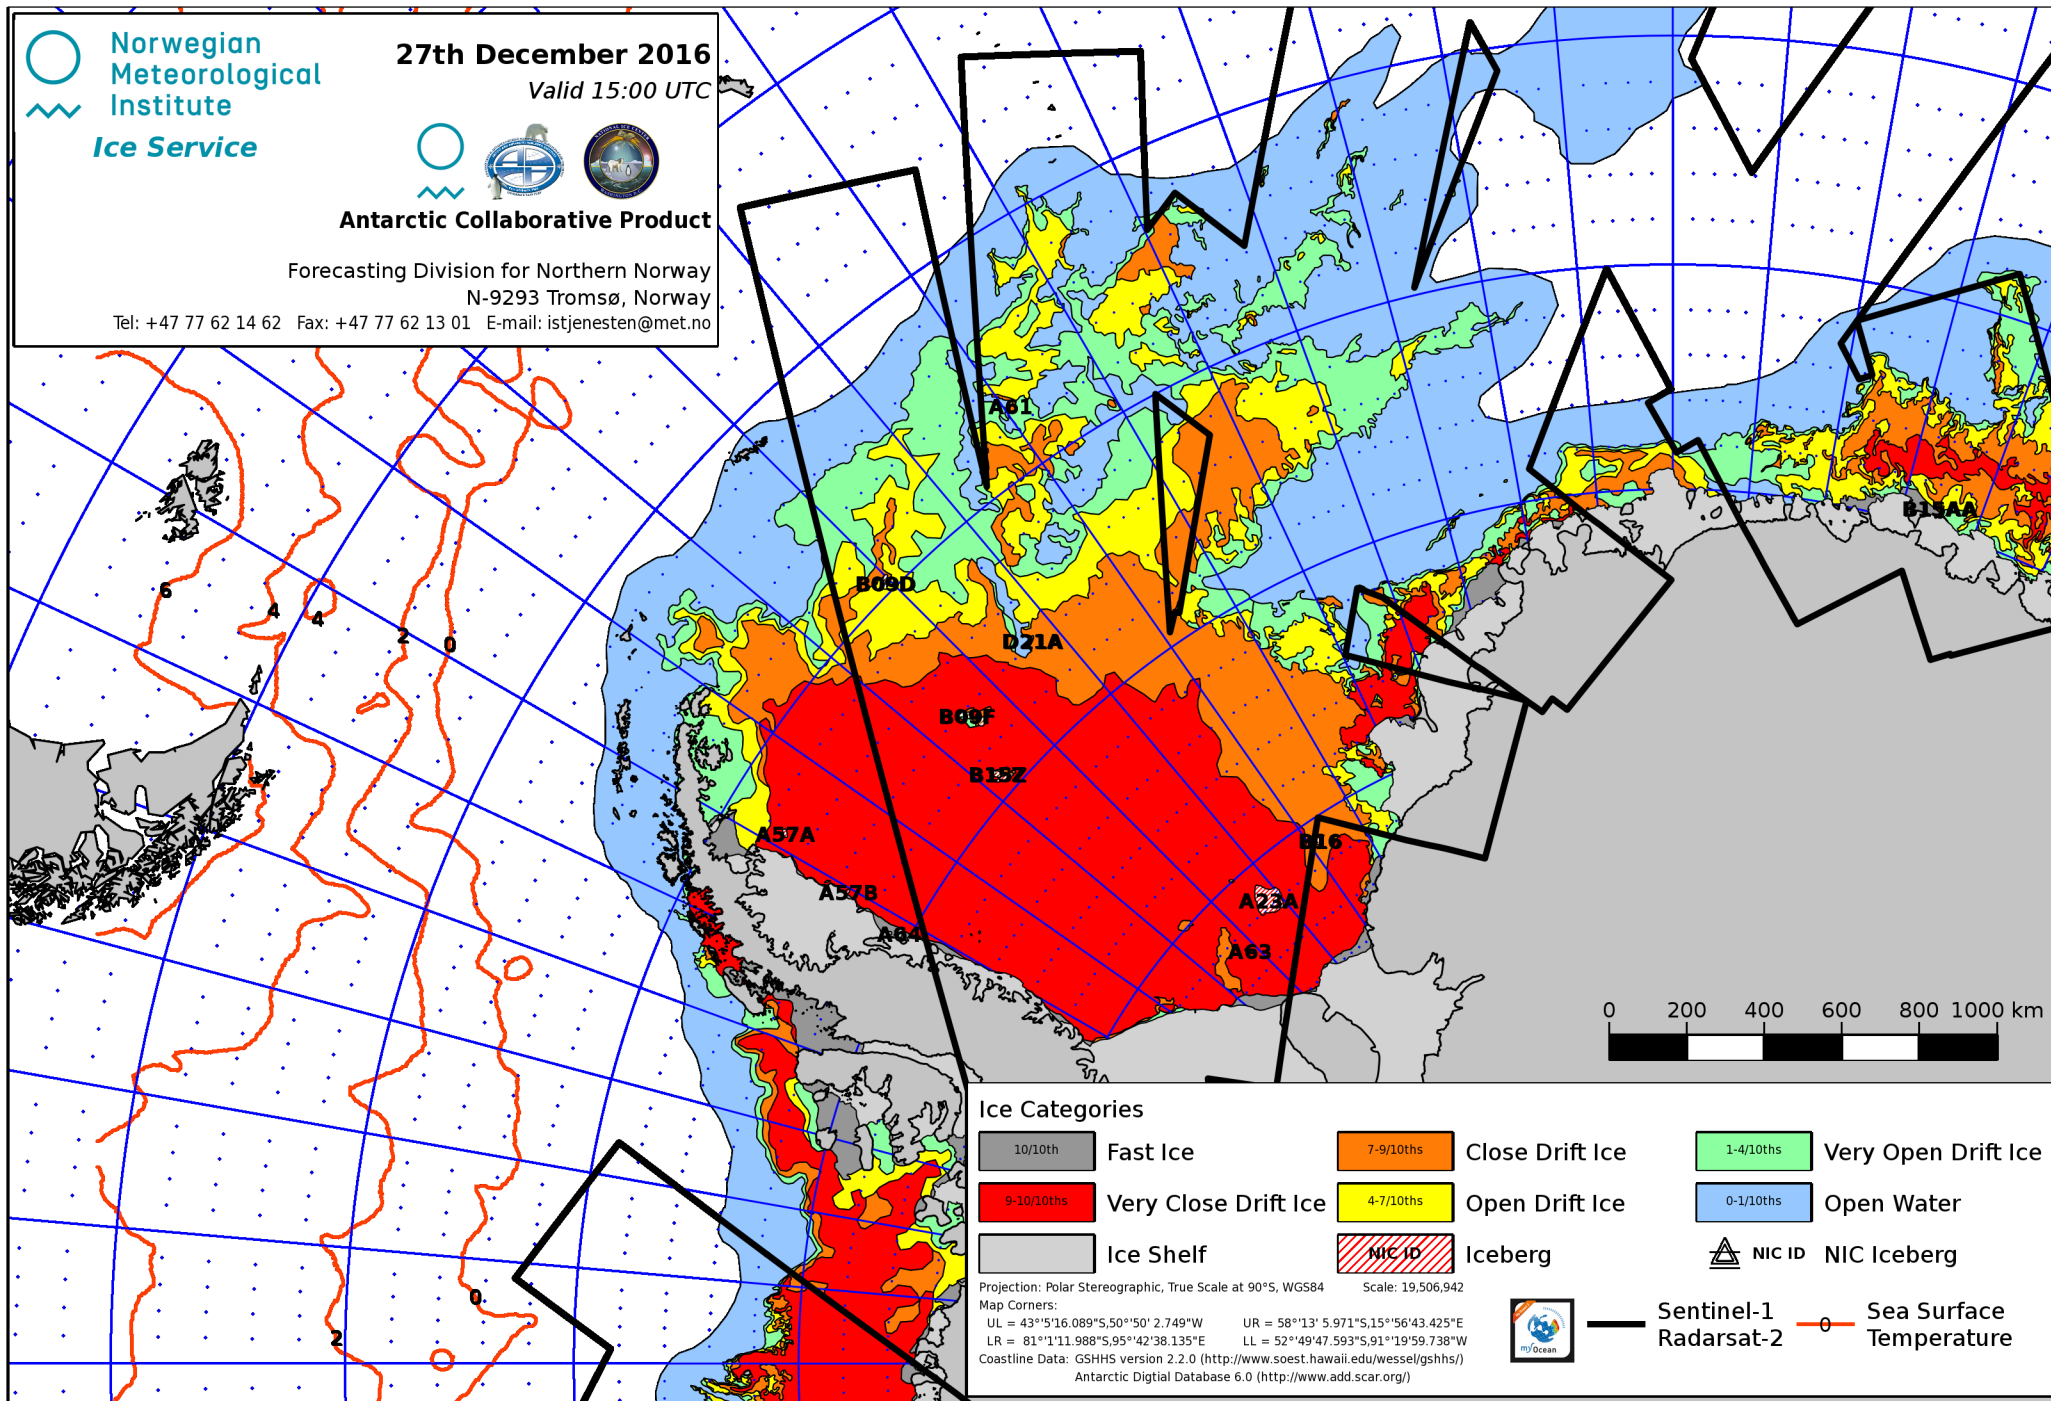 Norwegian
Meteorological
Institute
Ice Service
27th December 2016
Valid 15:00 UTC
Antarctic Collaborative Product
Forecasting Division for Northern Norway
N-9293 Tromsø, Norway
Tel: +47 77 62 14 62   Fax: +47 77 62 13 01   E-mail: istjenesten@met.no
A61
B15AA
B09D
6
4
4
2
0
D21A
B09F
B15Z
A57A
B16
A57B
A23A
A64
A63
0 200 400 600 800 1000 km
0
2
Ice Categories
10/10th Fast Ice
7-9/10ths Close Drift Ice
1-4/10ths Very Open Drift Ice
9-10/10ths Very Close Drift Ice
4-7/10ths Open Drift Ice
0-1/10ths Open Water
Ice Shelf
NIC ID Iceberg
NIC ID NIC Iceberg
Projection: Polar Stereographic, True Scale at 90°S, WGS84   Scale: 19,506,942
Map Corners:
UL = 43°'5'16.089"S,50°'50' 2.749"W   UR = 58°'13' 5.971"S,15°'56'43.425"E
LR = 81°'1'11.988"S,95°'42'38.135"E   LL = 52°'49'47.593"S,91°'19'59.738"W
Coastline Data: GSHHS version 2.2.0 (http://www.soest.hawaii.edu/wessel/gshhs/)
Antarctic Digtial Database 6.0 (http://www.add.scar.org/)
myOcean
Sentinel-1
Radarsat-2
0
Sea Surface
Temperature